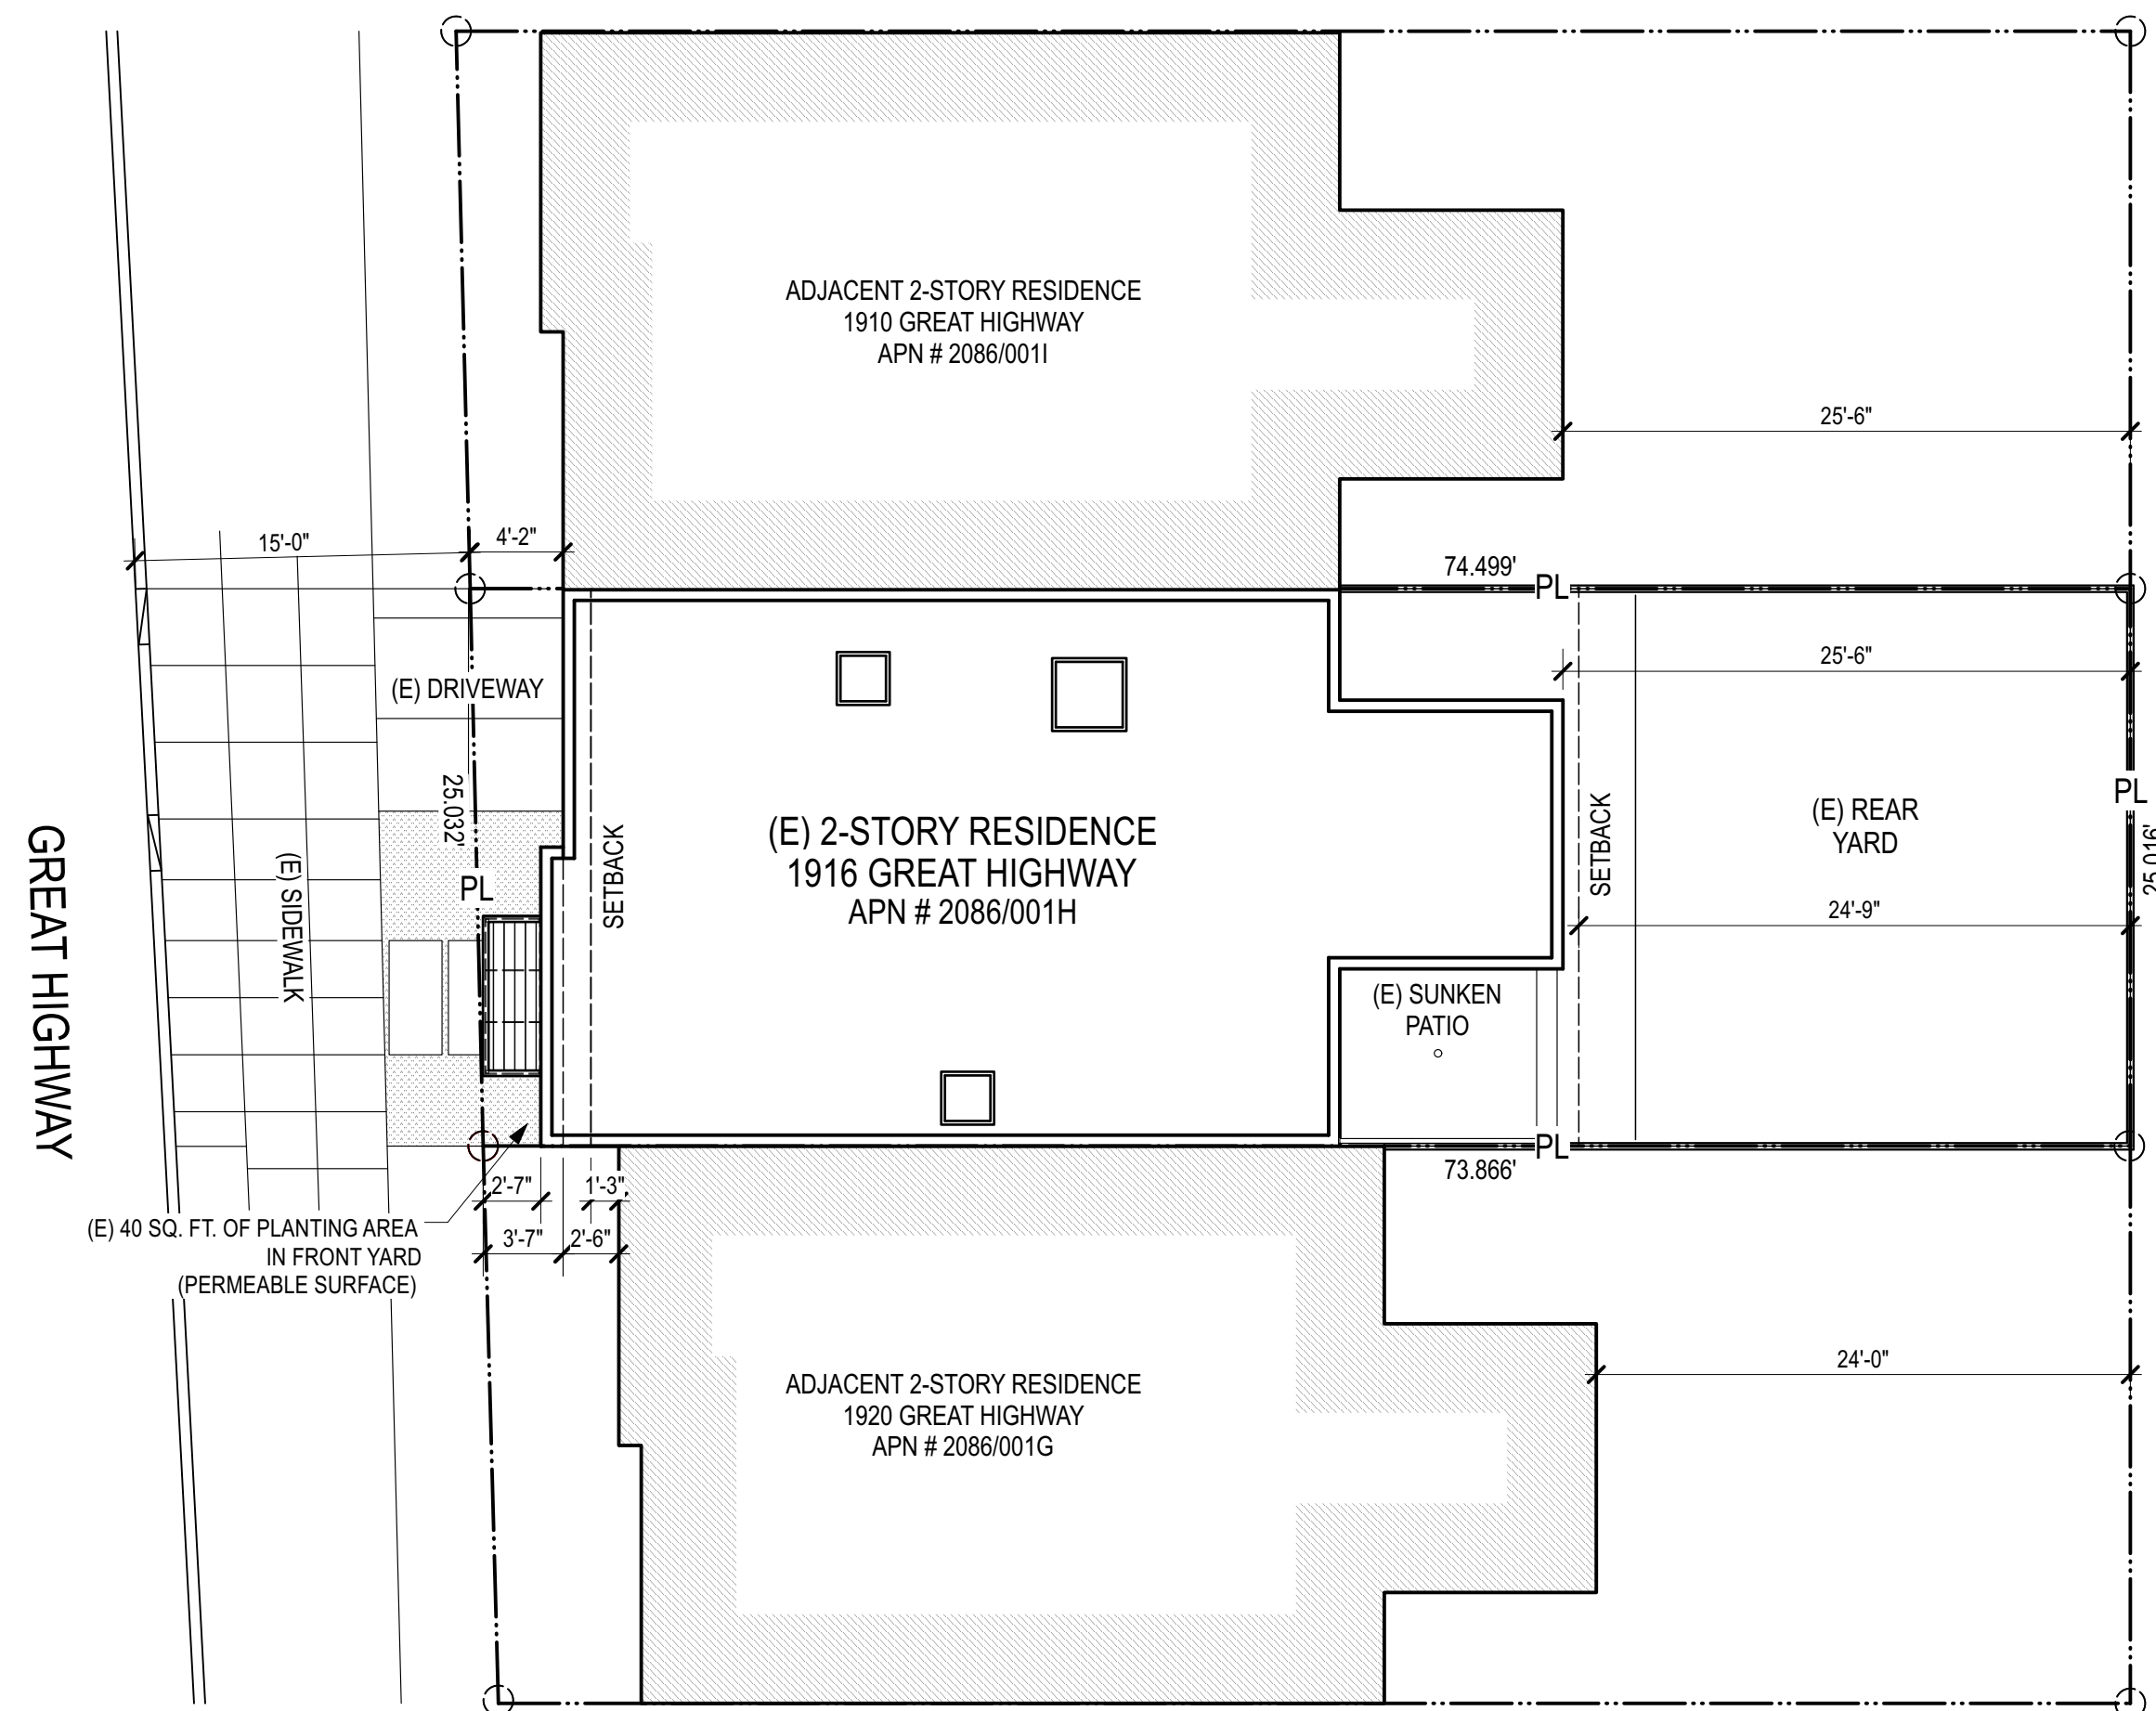 ADJACENT 2-STORY RESIDENCE
1910 GREAT HIGHWAY
APN # 2086/001I
25'-6"
15'-0"
4'-2"
74.499'
PL
25'-6"
(E) DRIVEWAY
25.032'
PL
(E) SIDEWALK
GREAT HIGHWAY
SETBACK
(E) 2-STORY RESIDENCE
1916 GREAT HIGHWAY
APN # 2086/001H
SETBACK
(E) REAR
YARD
PL
25.016'
24'-9"
(E) SUNKEN
PATIO
PL
73.866'
2'-7"
1'-3"
3'-7"
2'-6"
(E) 40 SQ. FT. OF PLANTING AREA
IN FRONT YARD
(PERMEABLE SURFACE)
24'-0"
ADJACENT 2-STORY RESIDENCE
1920 GREAT HIGHWAY
APN # 2086/001G